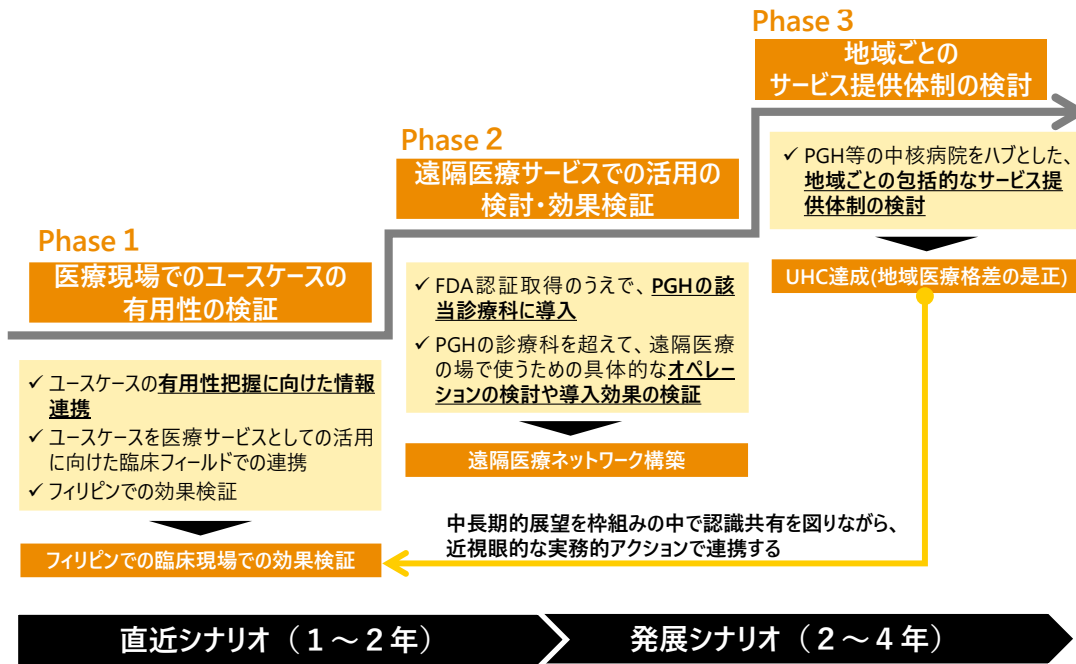 Phase 1
医療現場でのユースケースの
有用性の検証
✓ ユースケースの有用性把握に向けた情報
連携
✓ ユースケースを医療サービスとしての活用
に向けた臨床フィールドでの連携
✓ フィリピンでの効果検証
フィリピンでの臨床現場での効果検証
Phase 2
遠隔医療サービスでの活用の
検討・効果検証
✓ FDA認証取得のうえで、PGHの該
当診療科に導入
✓ PGHの診療科を超えて、遠隔医療
の場で使うための具体的なオペレー
ションの検討や導入効果の検証
遠隔医療ネットワーク構築
Phase 3
地域ごとの
サービス提供体制の検討
✓ PGH等の中核病院をハブとした、
地域ごとの包括的なサービス提
供体制の検討
UHC達成(地域医療格差の是正)
中長期的展望を枠組みの中で認識共有を図りながら、
近視眼的な実務的アクションで連携する
直近シナリオ（１～２年）
発展シナリオ（２～４年）